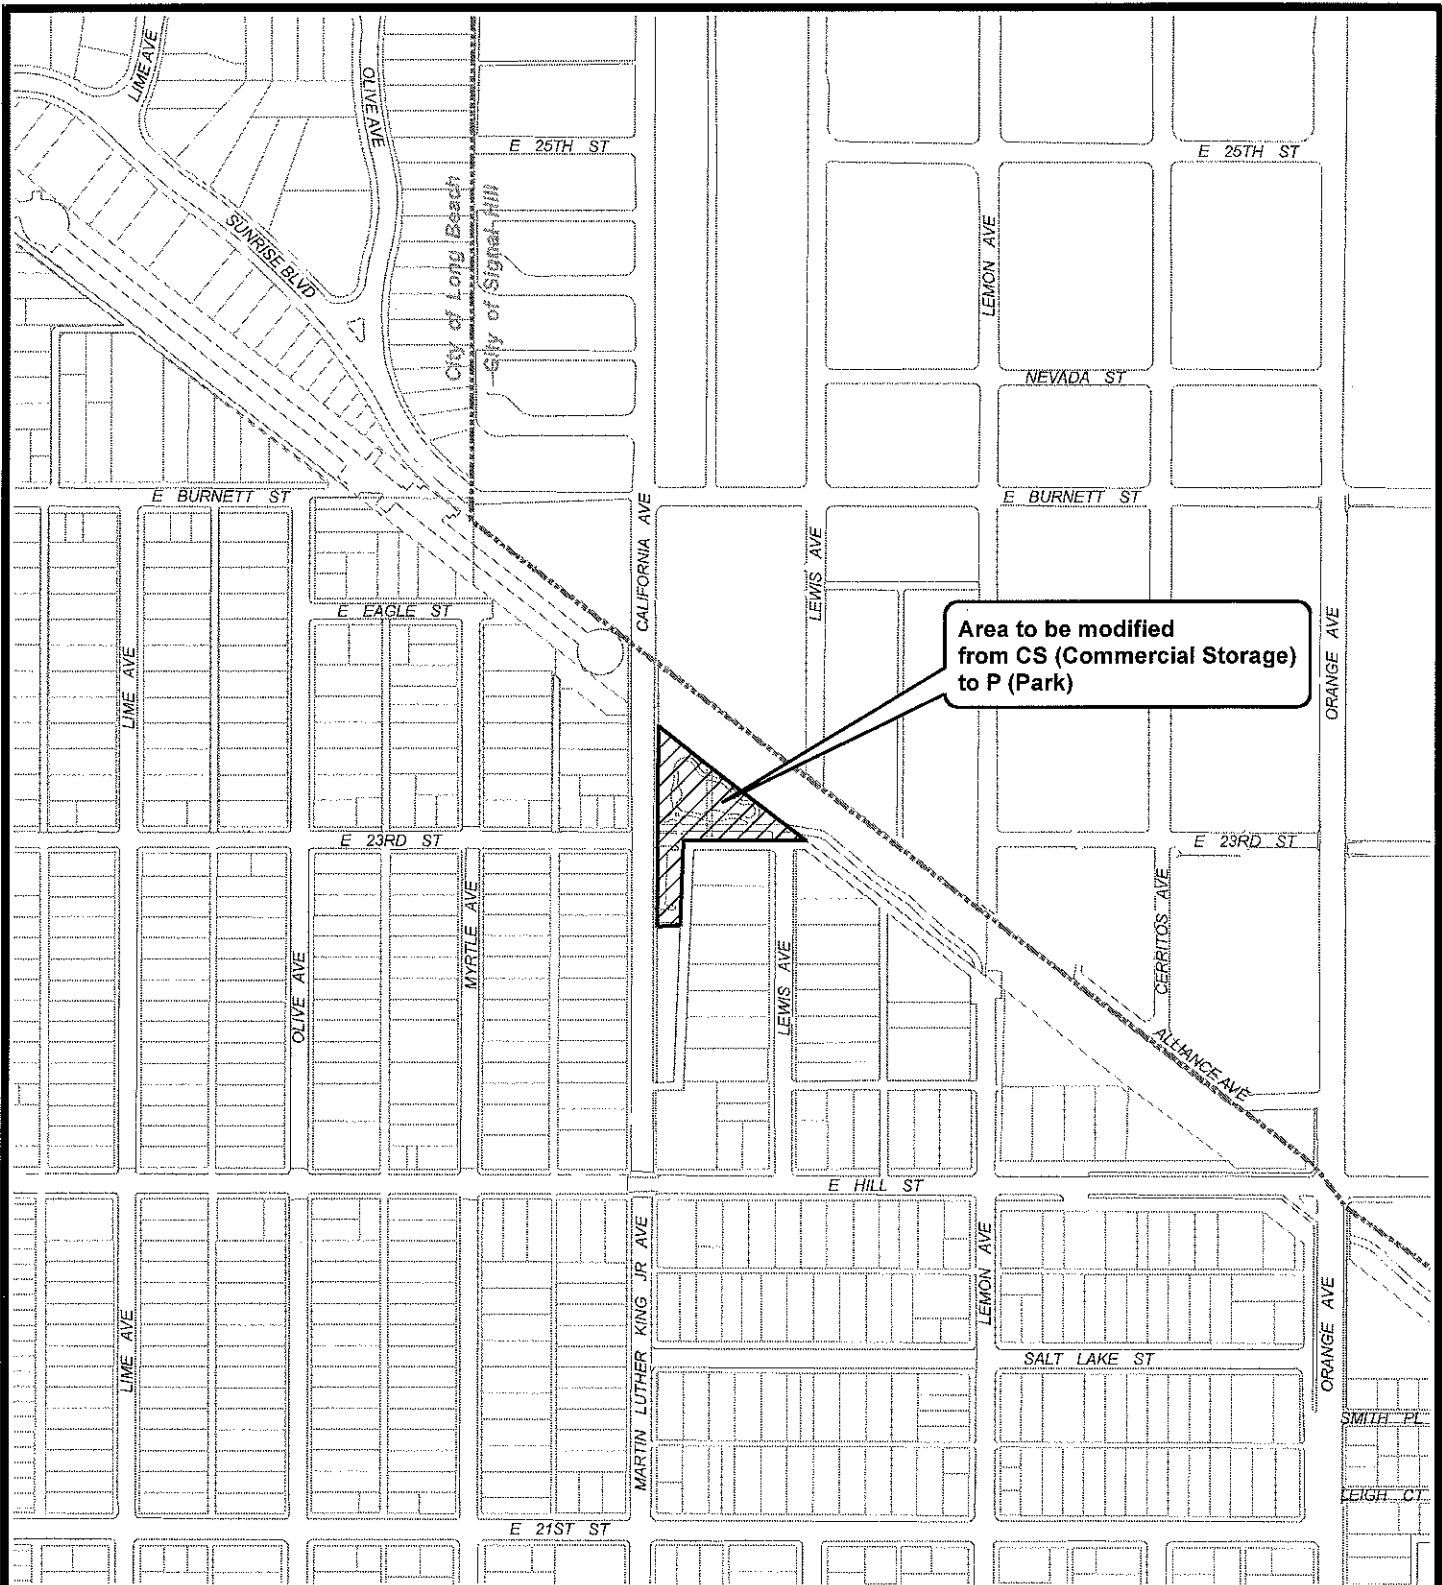 LIME AVE
OLIVE AVE
E 25TH ST
E 25TH ST
SUNRISE BLVD
City of Long Beach
City of Signal Hill
LEMON AVE
NEVADA ST
E BURNETT ST
E BURNETT ST
CALIFORNIA AVE
LEWIS AVE
E EAGLE ST
Area to be modified
from CS (Commercial Storage)
to P (Park)
ORANGE AVE
LIME AVE
E 23RD ST
E 23RD ST
MYRTLE AVE
CERRITOS AVE
OLIVE AVE
LEWIS AVE
ALLIANCE AVE
E HILL ST
MARTIN LUTHER KING JR AVE
LEMON AVE
LIME AVE
ORANGE AVE
SALT LAKE ST
SMITH PL
LEIGH CT
E 21ST ST